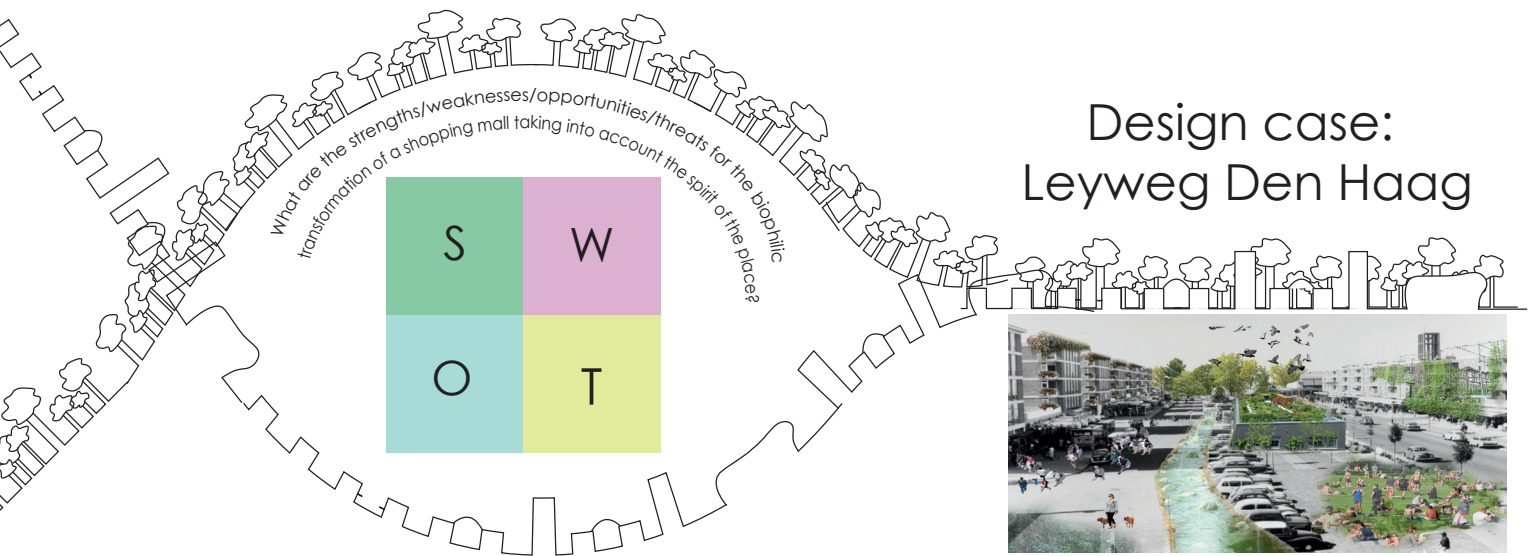 What are the strengths/weaknesses/opportunities/threats for the biophilic
transformation of a shopping mall taking into account the spirit of the place?
S W
O T
Design case:
Leyweg Den Haag